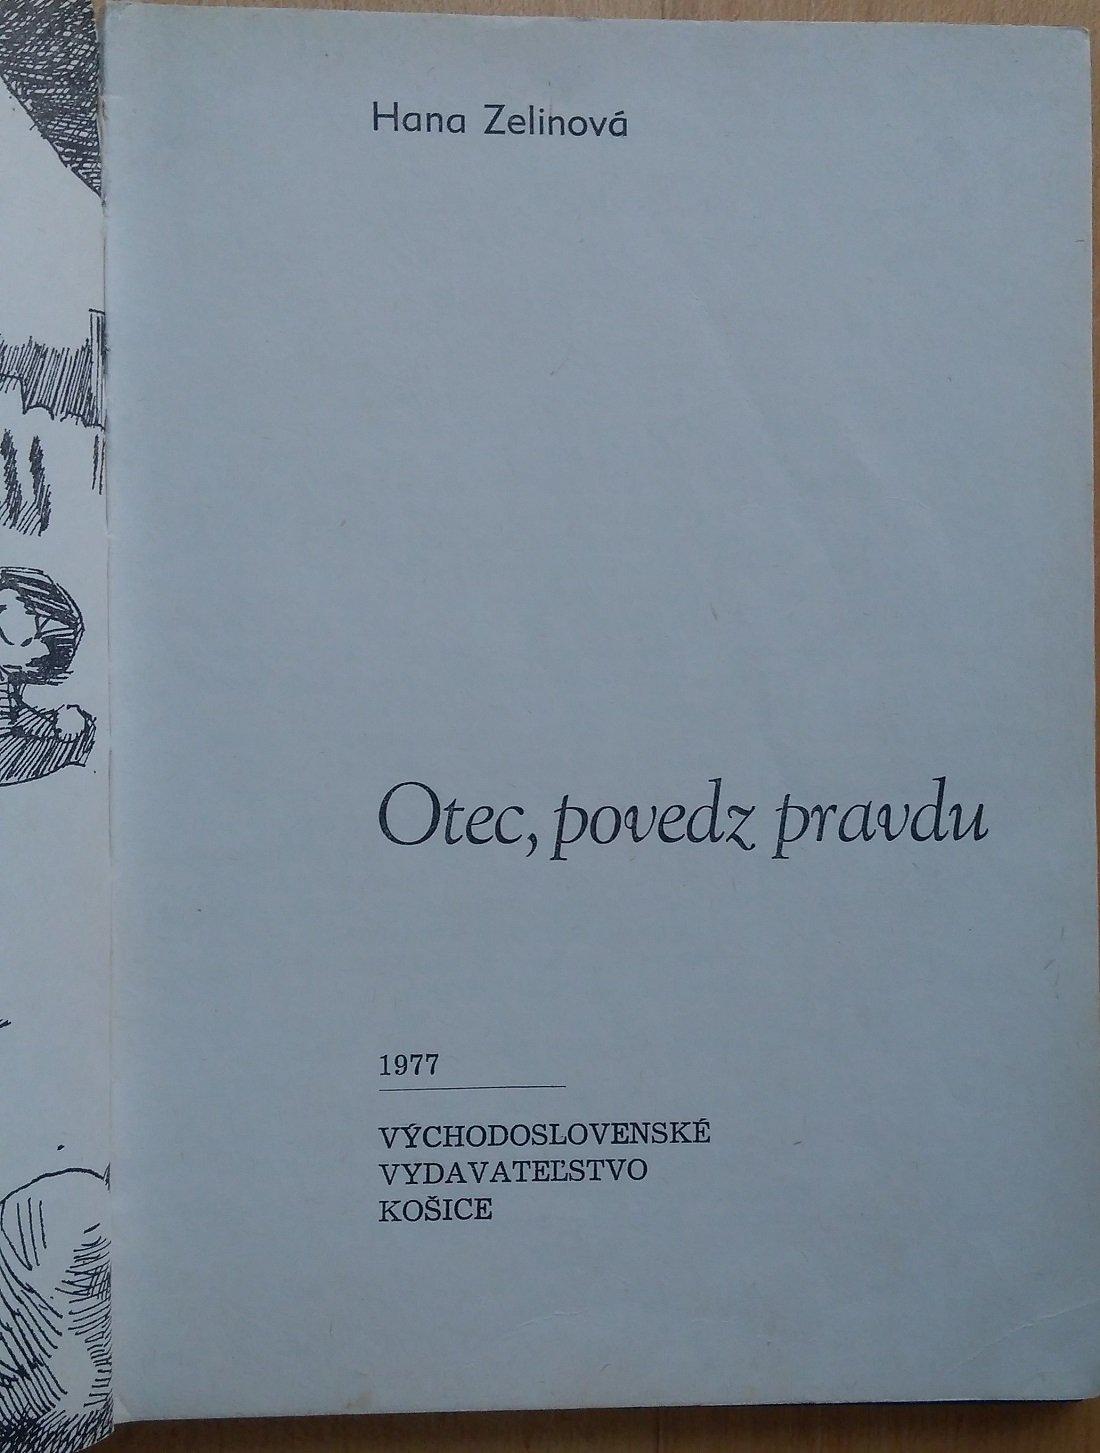 Hana Zelinová
Otec, povedz pravdu
1977
VÝCHODOSLOVENSKÉ
VYDAVATEĽSTVO
KOŠICE